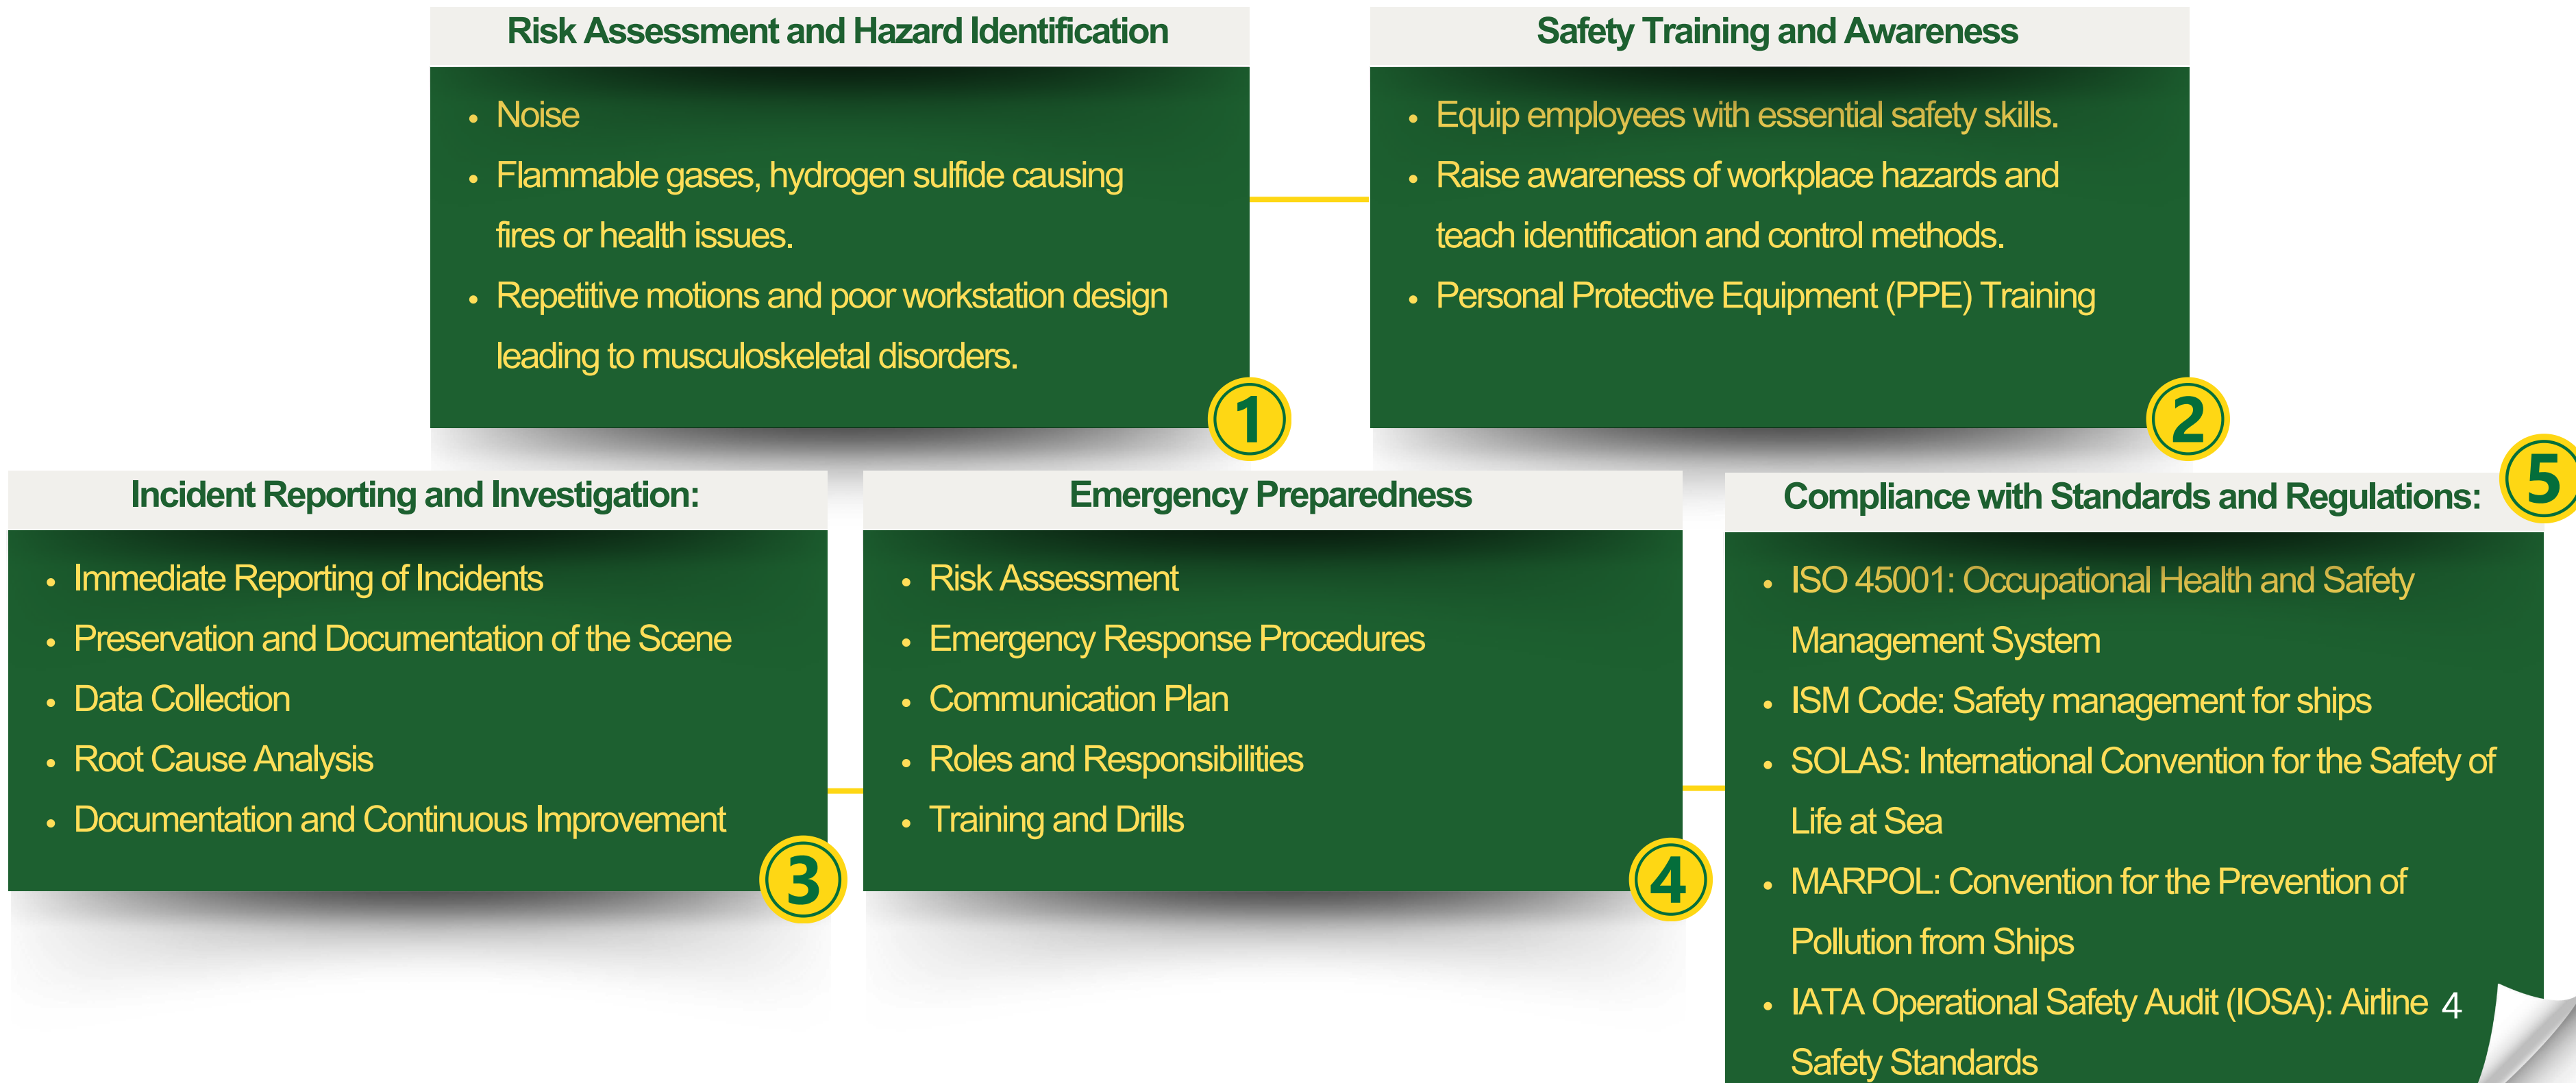 Risk Assessment and Hazard Identification
• Noise
• Flammable gases, hydrogen sulfide causing
fires or health issues.
• Repetitive motions and poor workstation design
leading to musculoskeletal disorders.
1
Safety Training and Awareness
• Equip employees with essential safety skills.
• Raise awareness of workplace hazards and
teach identification and control methods.
• Personal Protective Equipment (PPE) Training
2
Incident Reporting and Investigation:
• Immediate Reporting of Incidents
• Preservation and Documentation of the Scene
• Data Collection
• Root Cause Analysis
• Documentation and Continuous Improvement
3
Emergency Preparedness
• Risk Assessment
• Emergency Response Procedures
• Communication Plan
• Roles and Responsibilities
• Training and Drills
4
Compliance with Standards and Regulations:
5
• ISO 45001: Occupational Health and Safety
Management System
• ISM Code: Safety management for ships
• SOLAS: International Convention for the Safety of
Life at Sea
• MARPOL: Convention for the Prevention of
Pollution from Ships
• IATA Operational Safety Audit (IOSA): Airline
Safety Standards
4